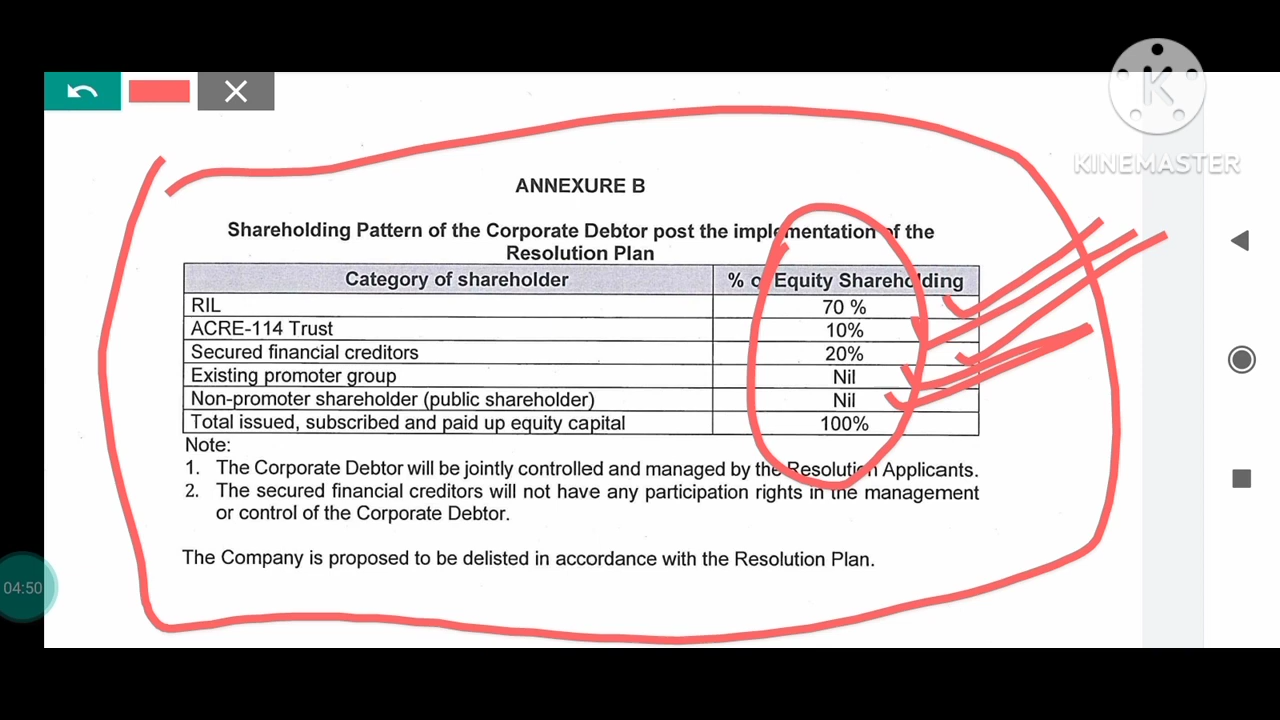 KINEMASTER
ANNEXURE B
Shareholding Pattern of the Corporate Debtor post the implementation of the
Resolution Plan
Category of shareholder % of Equity Shareholding
RIL 70 %
ACRE-114 Trust 10%
Secured financial creditors 20%
Existing promoter group Nil
Non-promoter shareholder (public shareholder) Nil
Total issued, subscribed and paid up equity capital 100%
Note:
1. The Corporate Debtor will be jointly controlled and managed by the Resolution Applicants.
2. The secured financial creditors will not have any participation rights in the management
or control of the Corporate Debtor.
The Company is proposed to be delisted in accordance with the Resolution Plan.
04:50